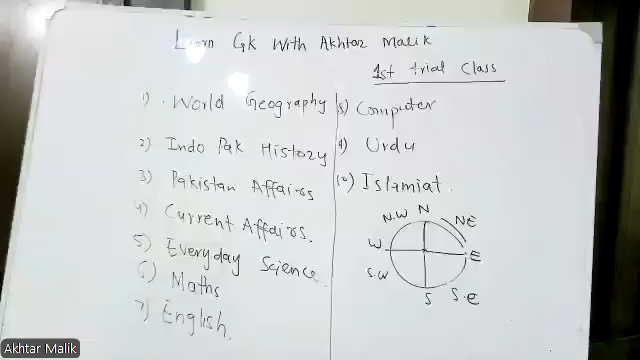 Learn Gk With Akhtar Malik
1st trial Class
1) World Geography
2) Indo Pak History
3) Pakistan Affairs
4) Current Affairs.
5) Everyday Science.
6) Maths
7) English.
8) Computer
9) Urdu
10) Islamiat.
N.W N NE
W E
S.W S S.E
Akhtar Malik